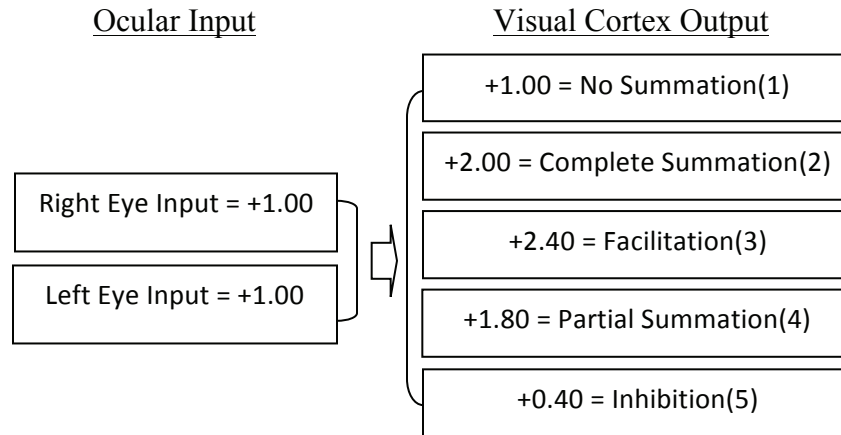 Ocular Input
Visual Cortex Output
+1.00 = No Summation(1)
+2.00 = Complete Summation(2)
Right Eye Input = +1.00
+2.40 = Facilitation(3)
Left Eye Input = +1.00
+1.80 = Partial Summation(4)
+0.40 = Inhibition(5)